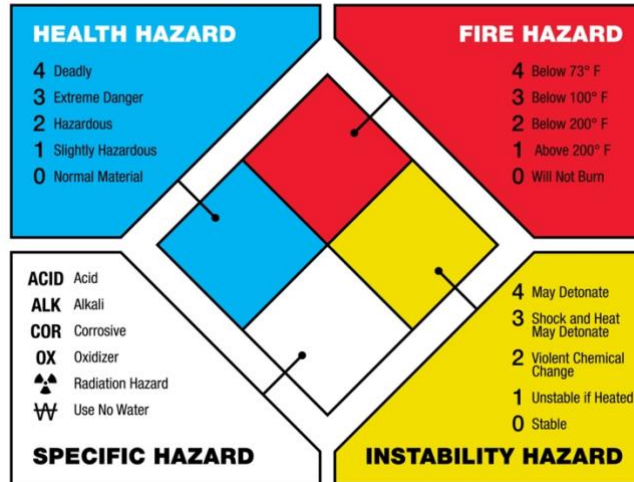 HEALTH HAZARD
4 Deadly
3 Extreme Danger
2 Hazardous
1 Slightly Hazardous
0 Normal Material
FIRE HAZARD
4 Below 73° F
3 Below 100° F
2 Below 200° F
1 Above 200° F
0 Will Not Burn
ACID Acid
ALK Alkali
COR Corrosive
OX Oxidizer
Radiation Hazard
W Use No Water
SPECIFIC HAZARD
4 May Detonate
3 Shock and Heat
May Detonate
2 Violent Chemical
Change
1 Unstable if Heated
0 Stable
INSTABILITY HAZARD